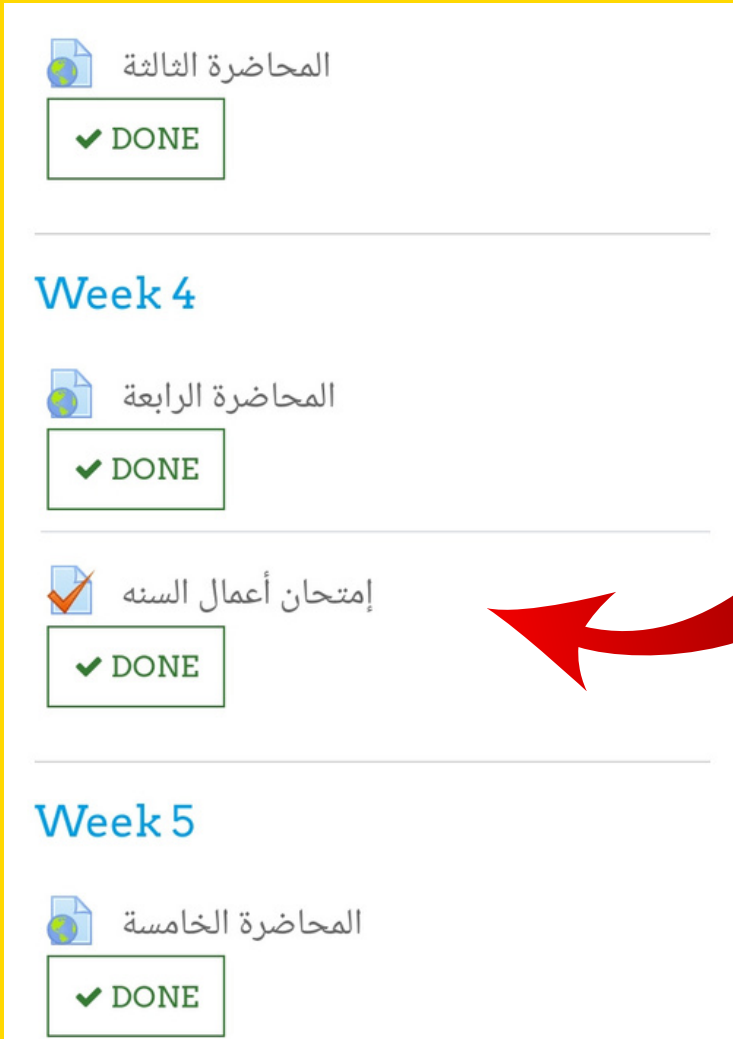 المحاضرة الثالثة
DONE
Week 4
المحاضرة الرابعة
DONE
إمتحان أعمال السنه
DONE
Week 5
المحاضرة الخامسة
DONE